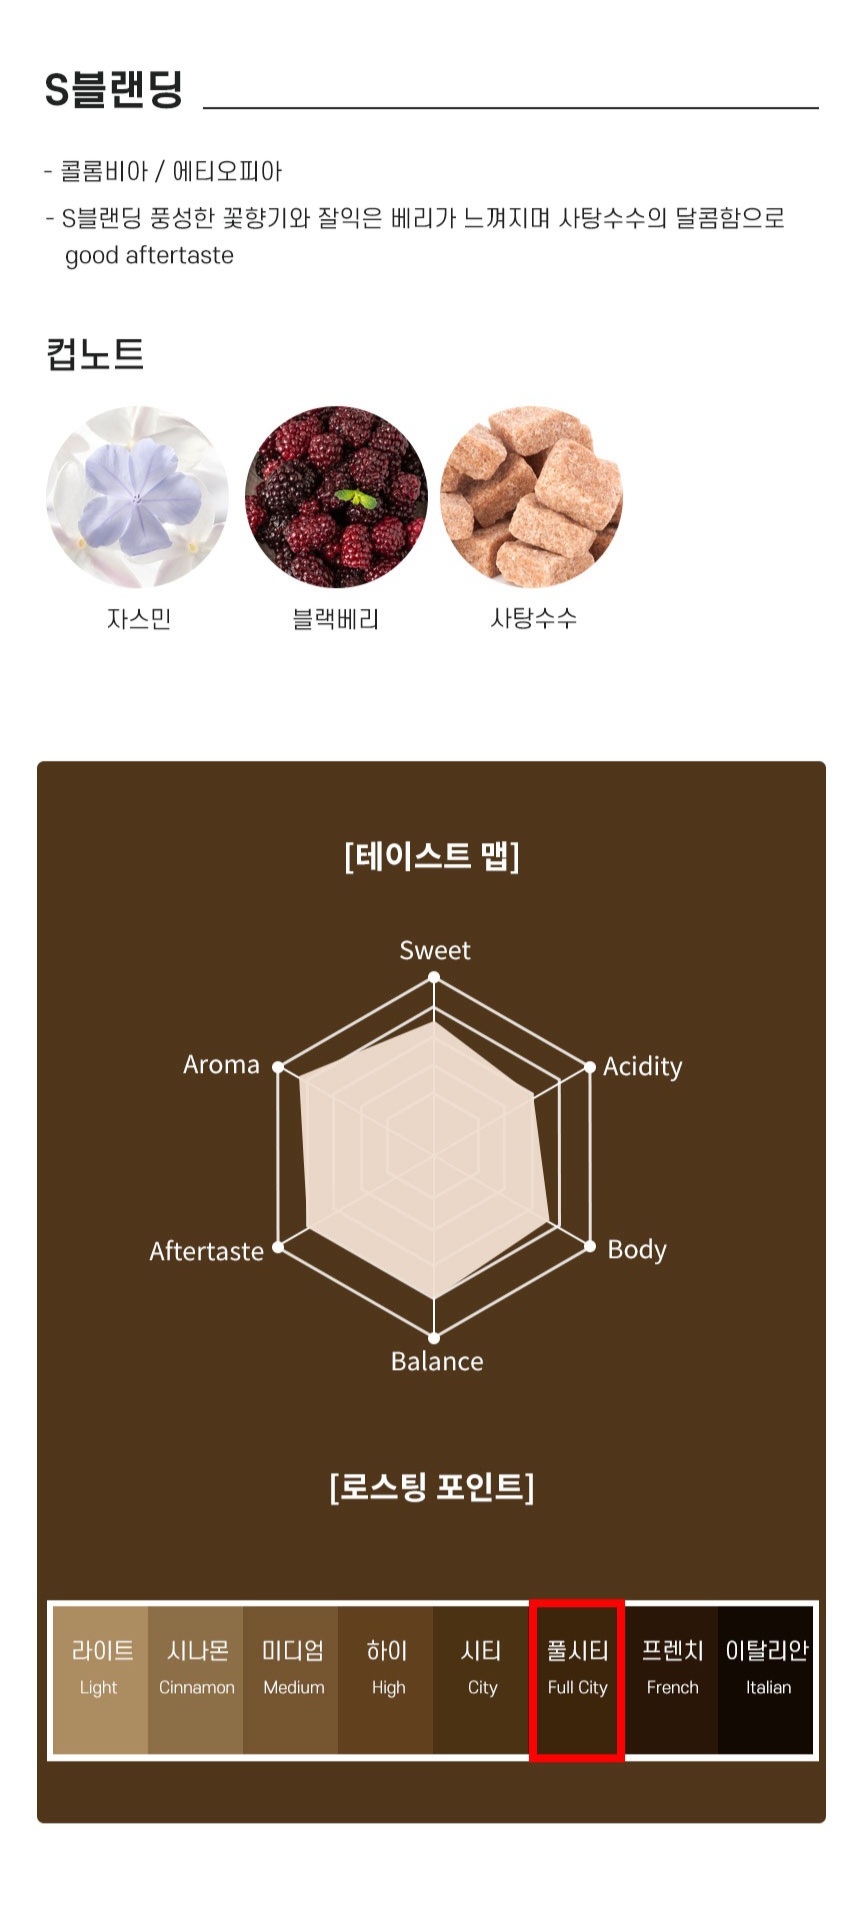 S블랜딩
- 콜롬비아 / 에티오피아
- S블랜딩 풍성한 꽃향기와 잘익은 베리가 느껴지며 사탕수수의 달콤함으로
good aftertaste
컵노트
자스민 블랙베리 사탕수수
[테이스트 맵]
Sweet
Aroma Acidity
Aftertaste Body
Balance
[로스팅 포인트]
라이트 시나몬 미디엄 하이 시티 풀시티 프렌치 이탈리안
Light Cinnamon Medium High City Full City French Italian